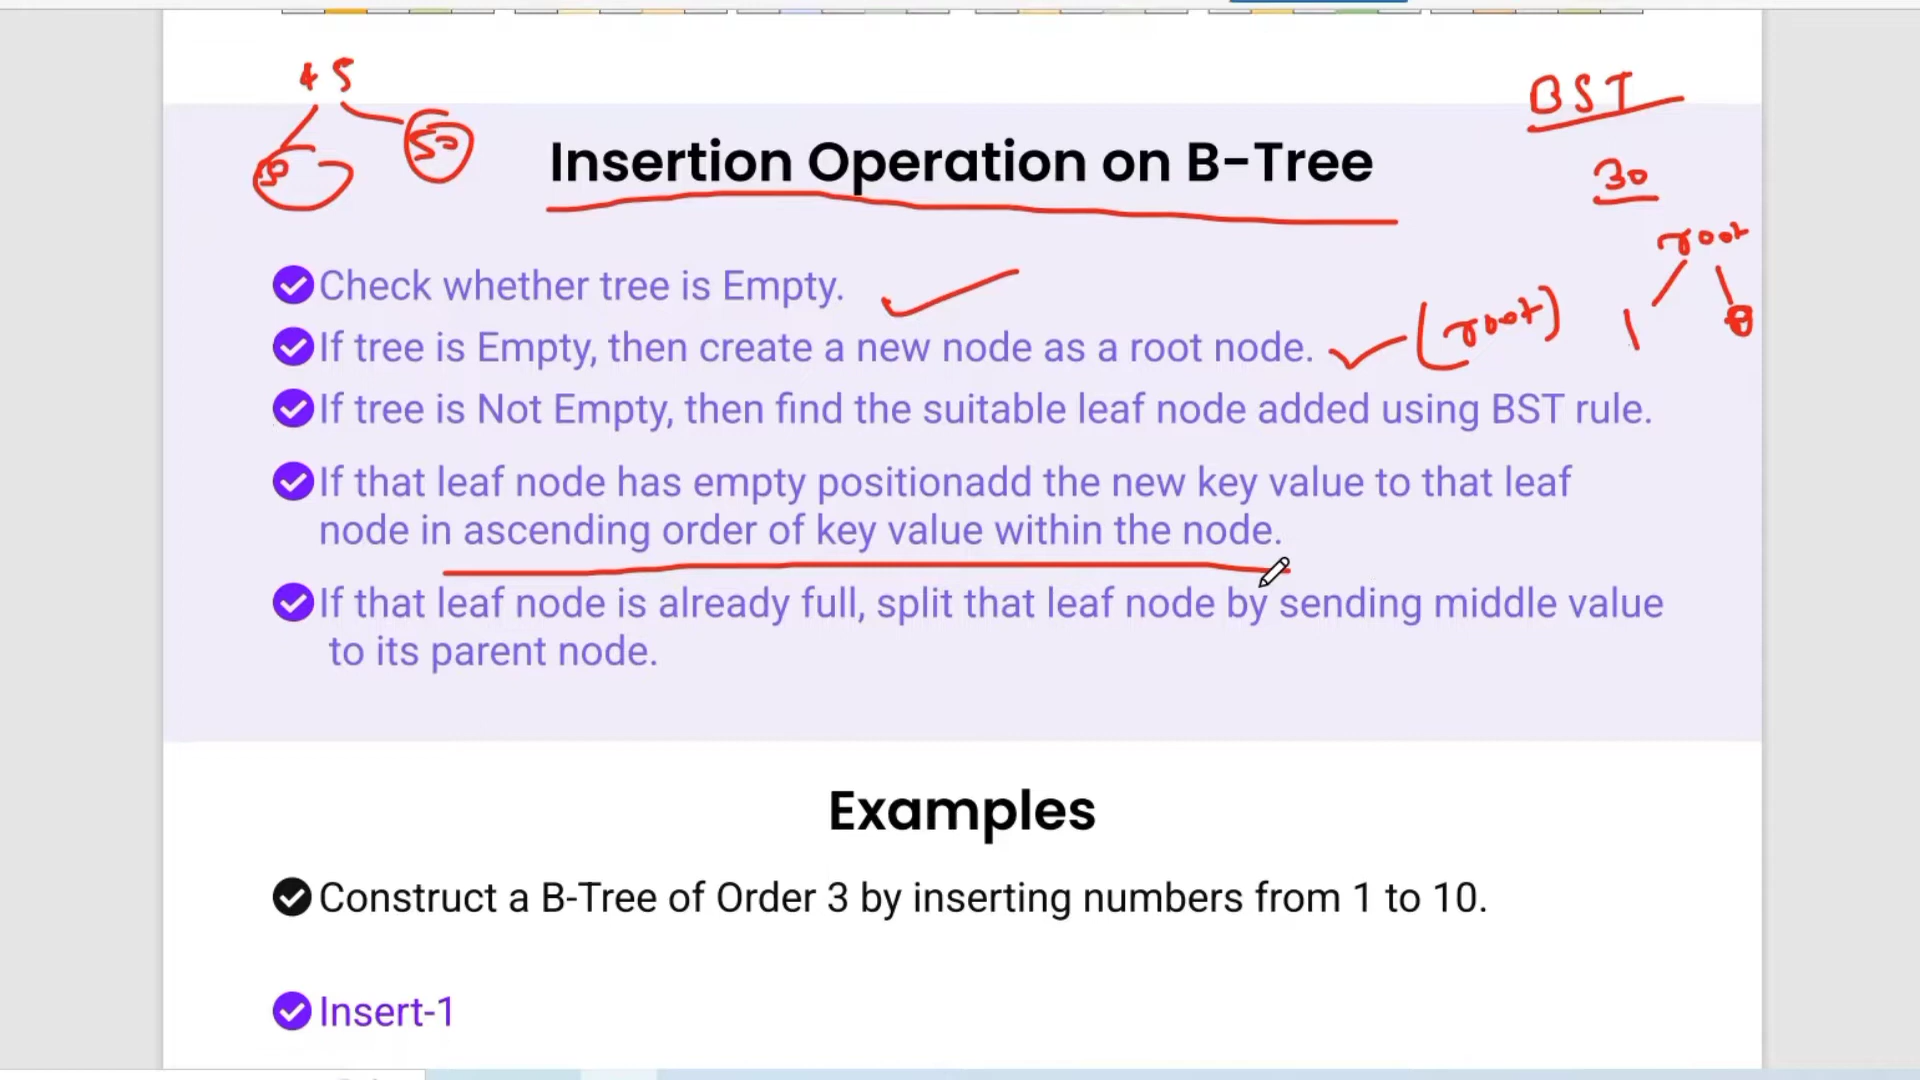 45
50
BST
Insertion Operation on B-Tree
30
root
Check whether tree is Empty.
If tree is Empty, then create a new node as a root node.
(root)
If tree is Not Empty, then find the suitable leaf node added using BST rule.
If that leaf node has empty positionadd the new key value to that leaf
node in ascending order of key value within the node.
If that leaf node is already full, split that leaf node by sending middle value
to its parent node.
Examples
Construct a B-Tree of Order 3 by inserting numbers from 1 to 10.
Insert-1